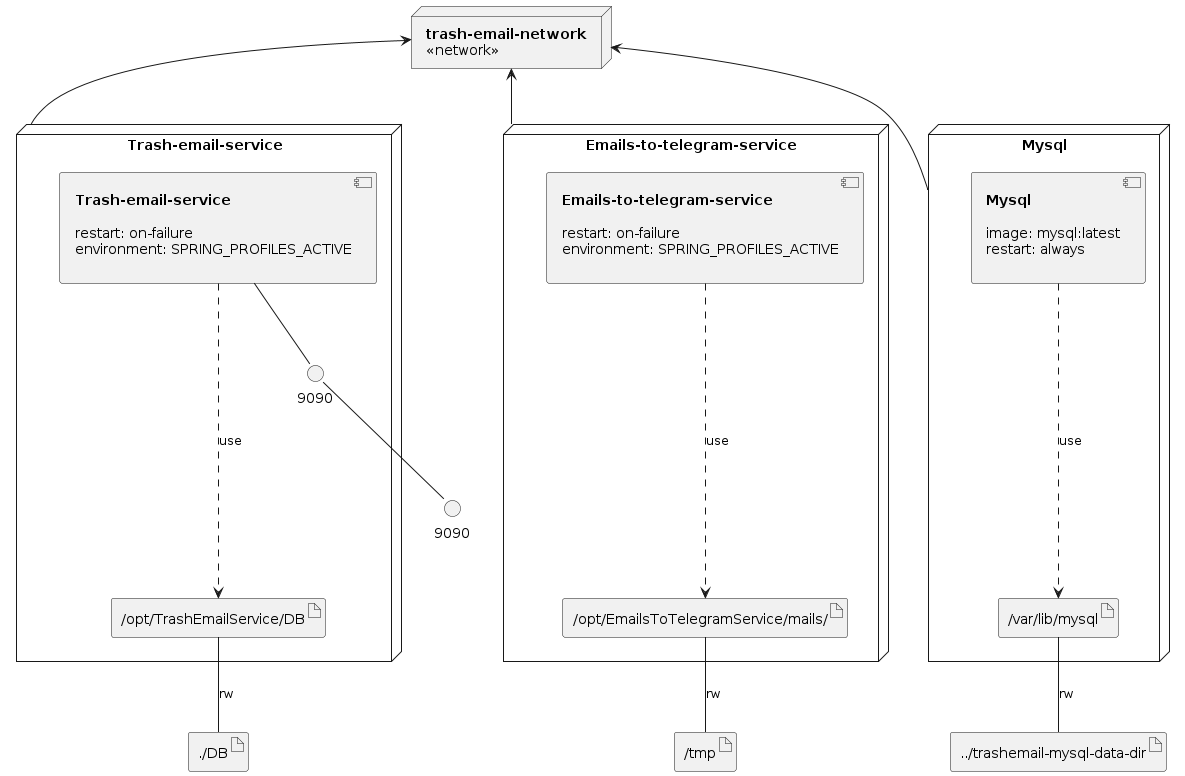 trash-email-network
«network»
Trash-email-service
Emails-to-telegram-service
Mysql
Trash-email-service
restart: on-failure
environment: SPRING_PROFILES_ACTIVE
Emails-to-telegram-service
restart: on-failure
environment: SPRING_PROFILES_ACTIVE
Mysql
image: mysql:latest
restart: always
9090
use
use
use
9090
/opt/TrashEmailService/DB
/opt/EmailsToTelegramService/mails/
/var/lib/mysql
rw
rw
rw
./DB
/tmp
../trashemail-mysql-data-dir